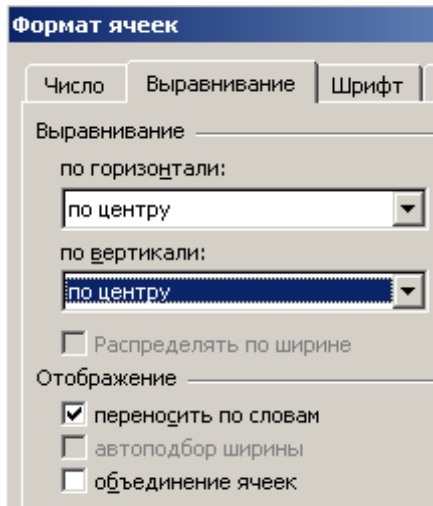 Формат ячеек
Число Выравнивание Шрифт
Выравнивание
по горизонтали:
по центру
по вертикали:
по центру
Распределять по ширине
Отображение
переносить по словам
автоподбор ширины
объединение ячеек